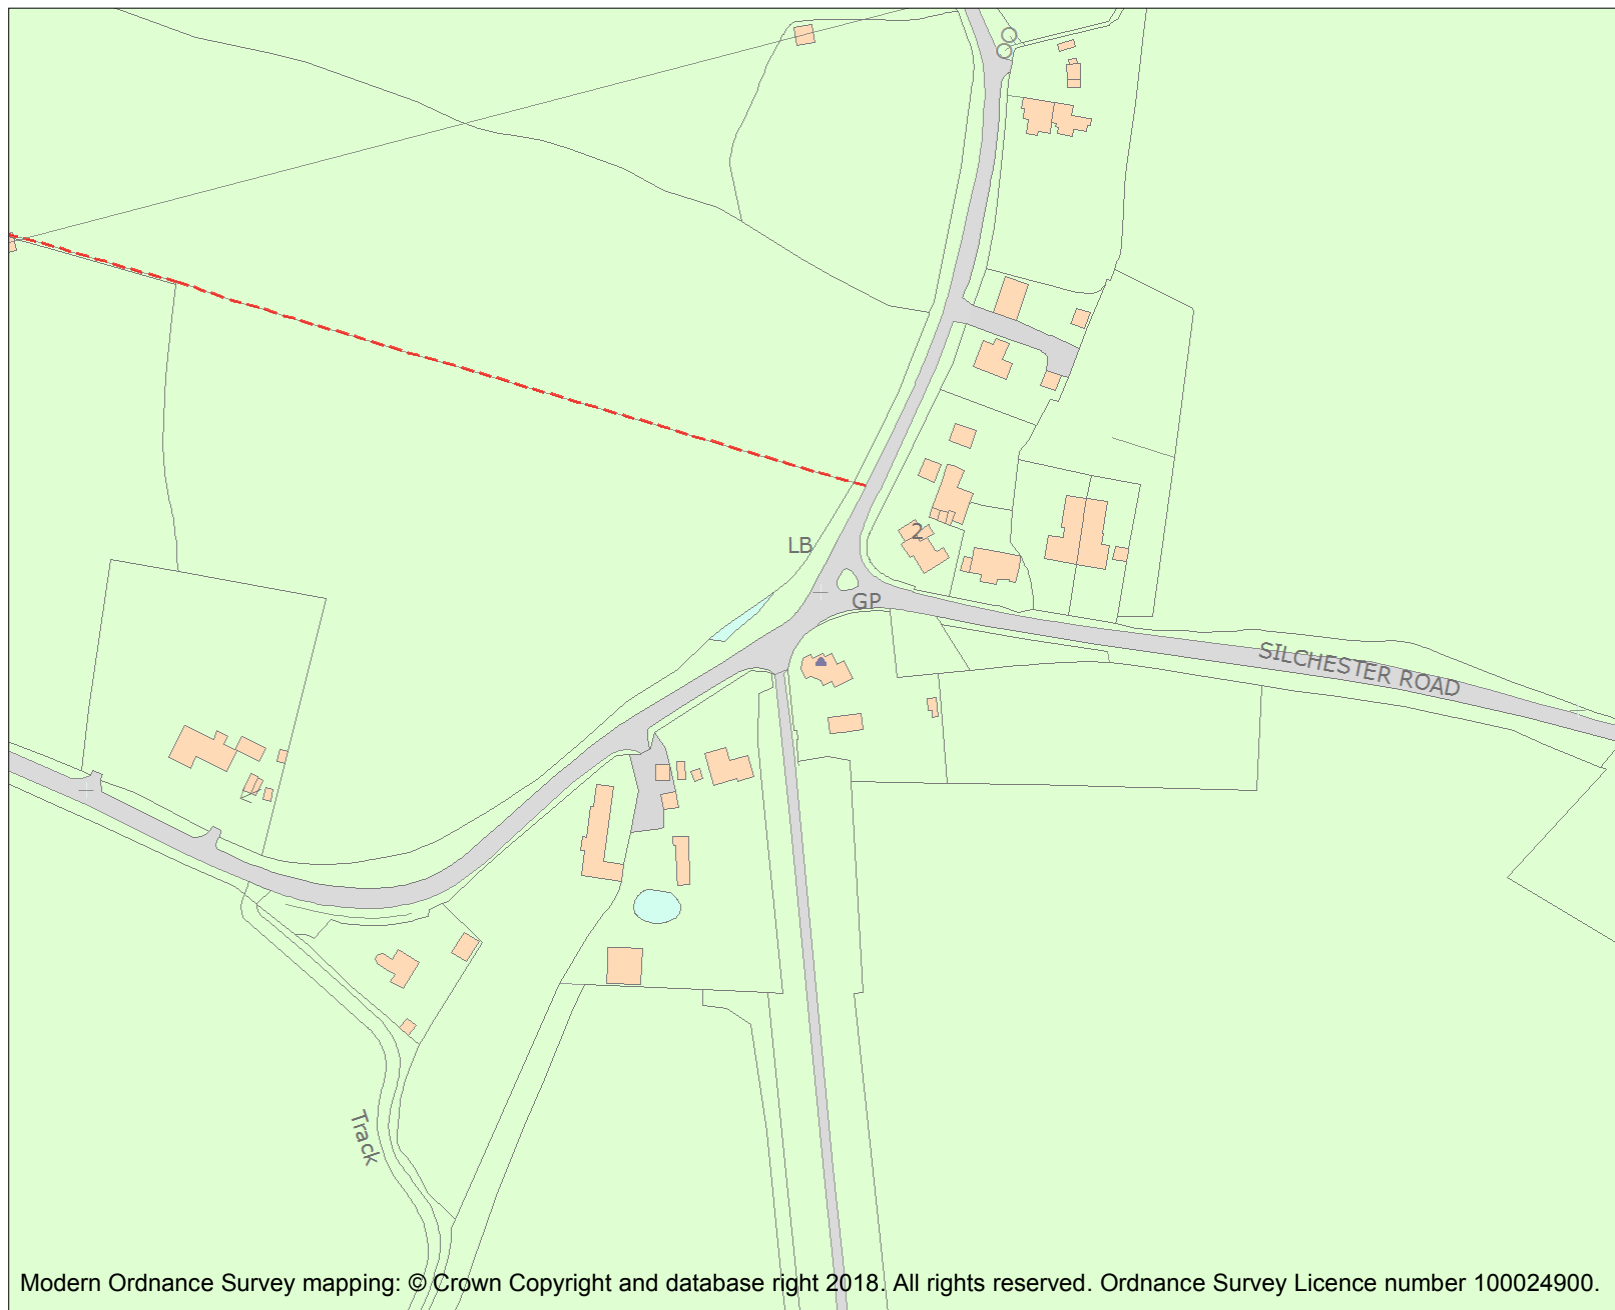 2
LB
GP
SILCHESTER ROAD
Track
Modern Ordnance Survey mapping: © Crown Copyright and database right 2018. All rights reserved. Ordnance Survey Licence number 100024900.